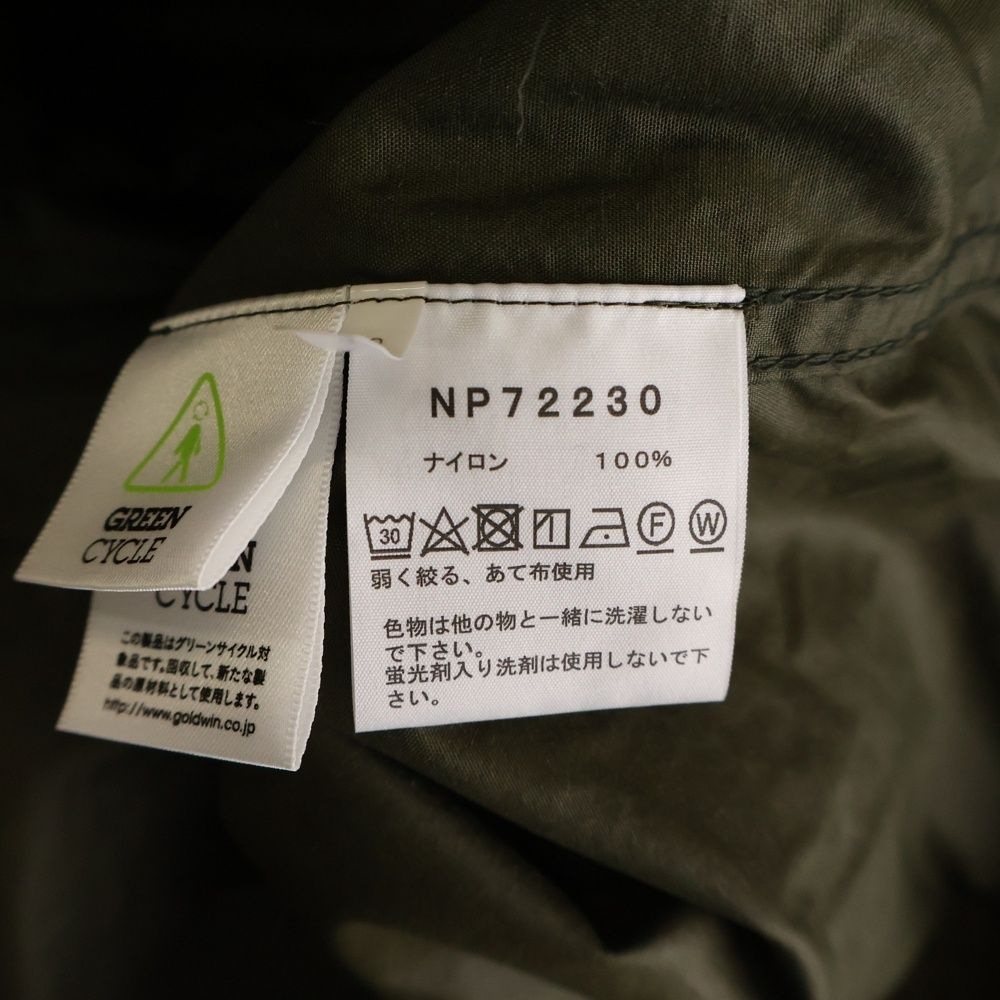 NP72230
ナイロン 100%
30
F
W
弱く絞る、あて布使用
色物は他の物と一緒に洗濯しない
で下さい。
蛍光剤入り洗剤は使用しないで下
さい。
GREEN
CYCLE
CYCLE
この製品はグリーンサイクル対
象品です。回収して、新たな製
品の原材料として使用します。
http://www.goldwin.co.jp